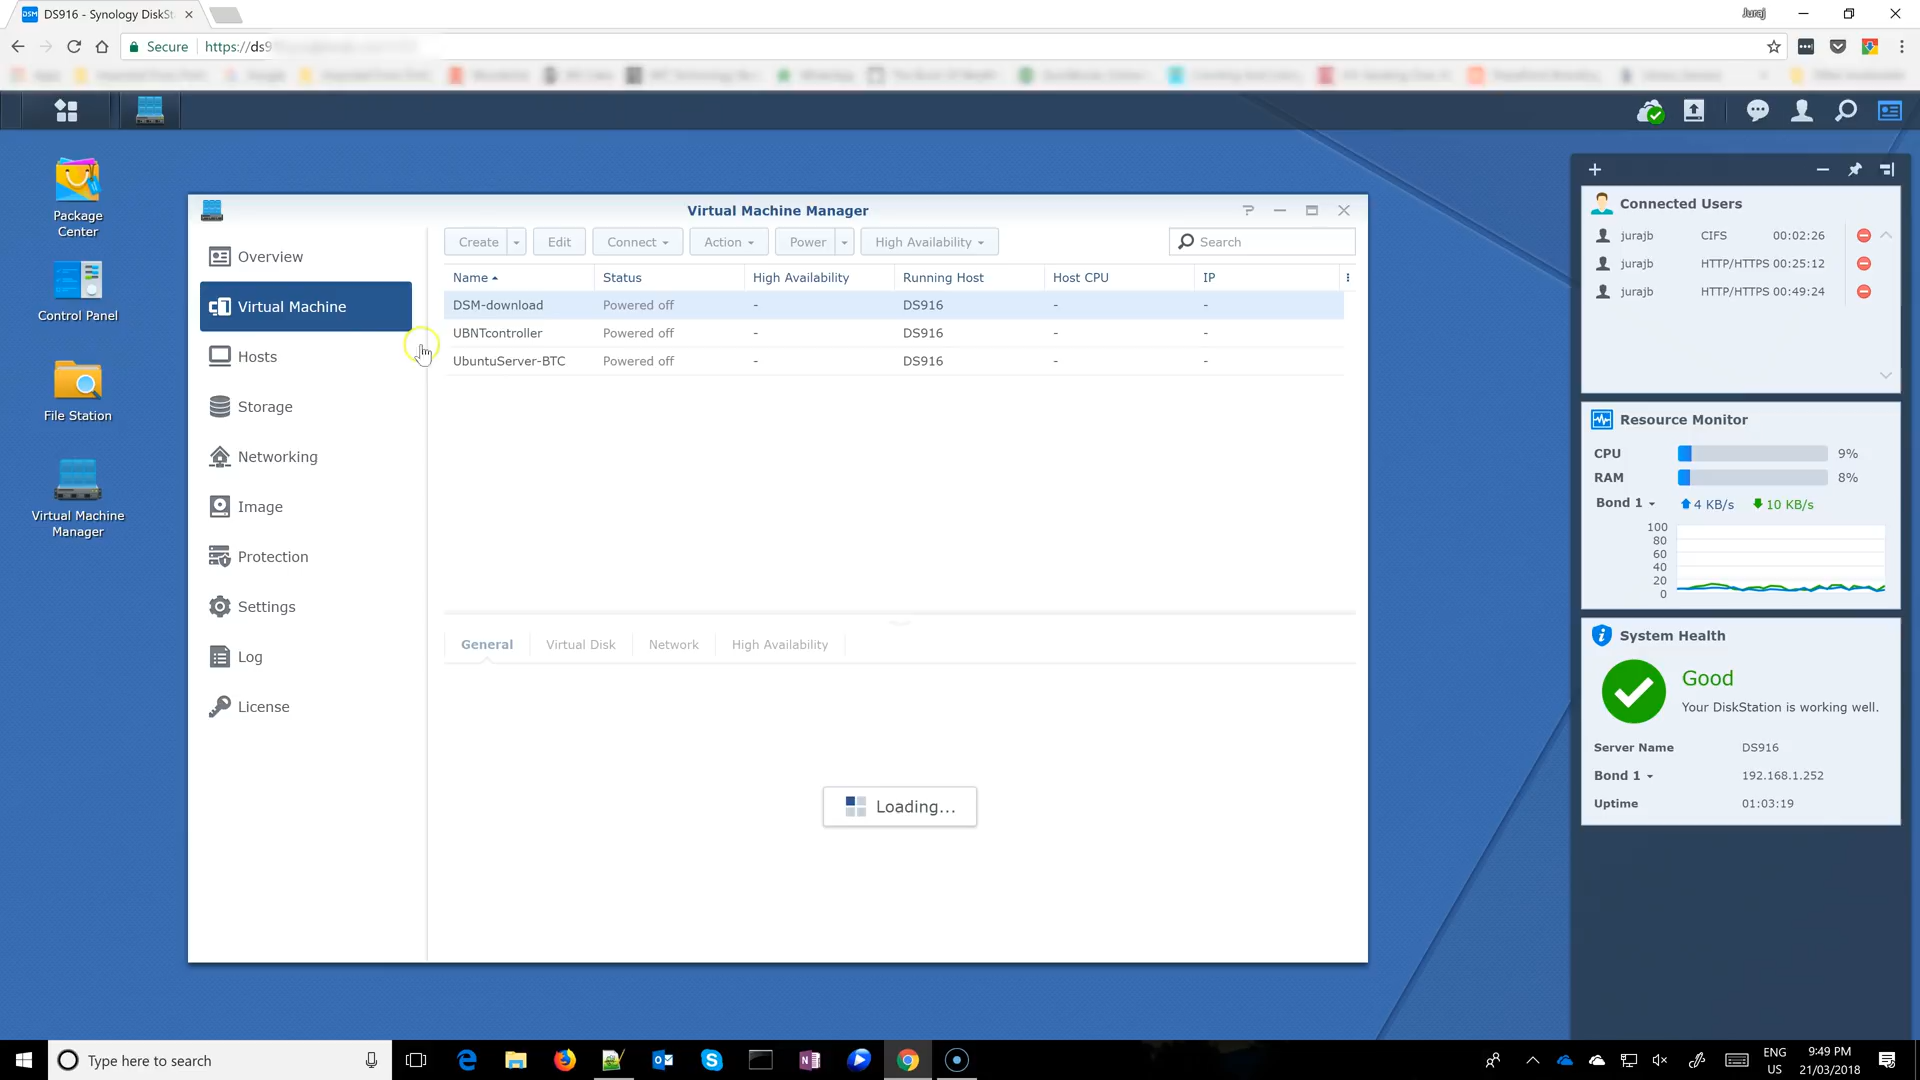 DS916 - Synology DiskSt
Juraj
Secure
https://ds9
Package
Center
Control Panel
File Station
Virtual Machine
Manager
Virtual Machine Manager
Overview
Virtual Machine
Hosts
Storage
Networking
Image
Protection
Settings
Log
License
Create
Edit
Connect
Action
Power
High Availability
Search
Name Status High Availability Running Host Host CPU IP
DSM-download Powered off - DS916 - -
UBNTcontroller Powered off - DS916 - -
UbuntuServer-BTC Powered off - DS916 - -
General Virtual Disk Network High Availability
Loading...
Connected Users
jurajb CIFS 00:02:26
jurajb HTTP/HTTPS 00:25:12
jurajb HTTP/HTTPS 00:49:24
Resource Monitor
CPU 9%
RAM 8%
Bond 1 4 KB/s 10 KB/s
100
80
60
40
20
0
System Health
Good
Your DiskStation is working well.
Server Name DS916
Bond 1 192.168.1.252
Uptime 01:03:19
Type here to search
ENG
US
9:49 PM
21/03/2018